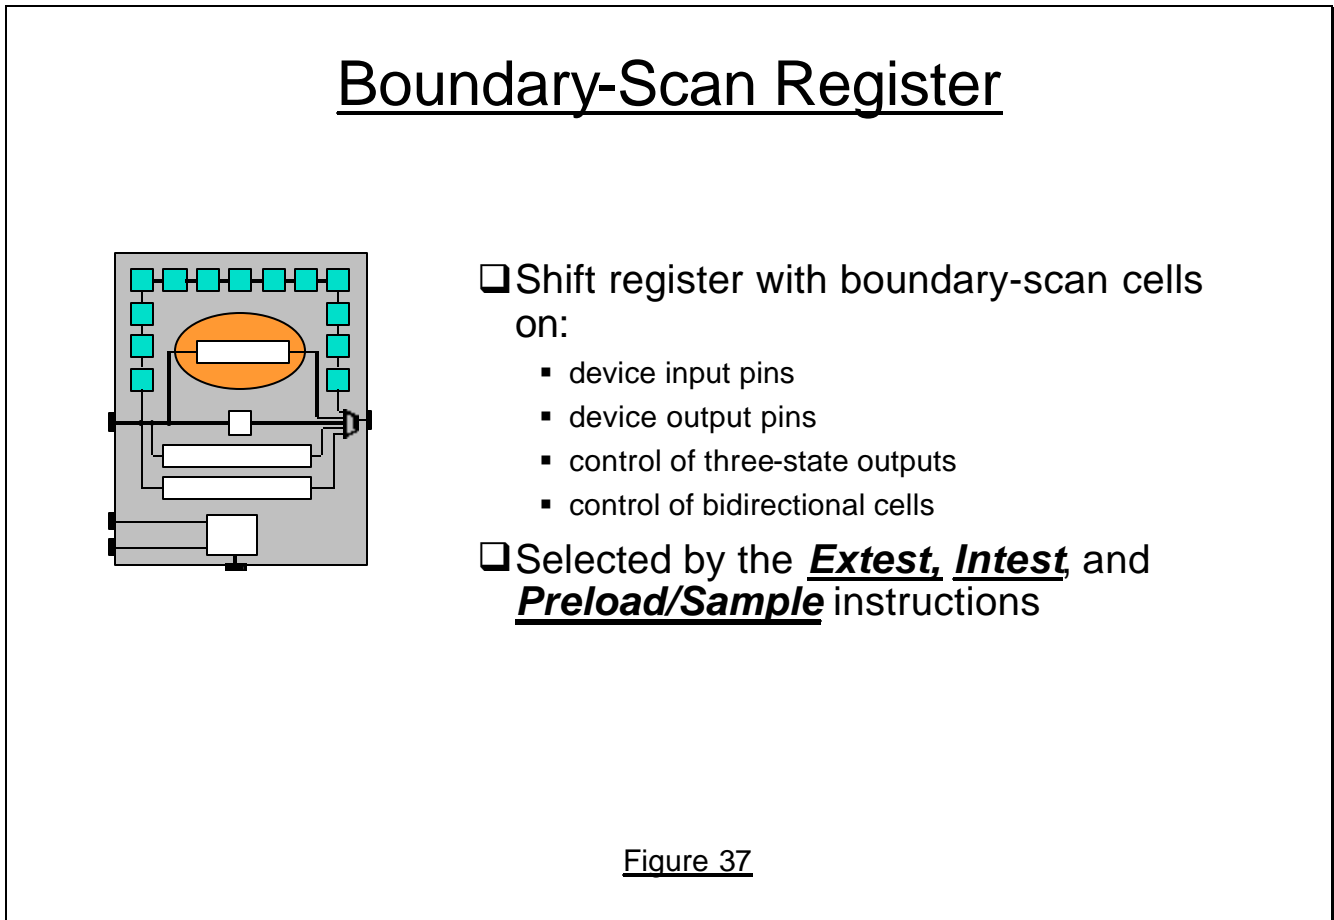 Boundary-Scan Register
❑Shift register with boundary-scan cells
on:
▪ device input pins
▪ device output pins
▪ control of three-state outputs
▪ control of bidirectional cells
❑Selected by the Extest, Intest, and
Preload/Sample instructions
Figure 37